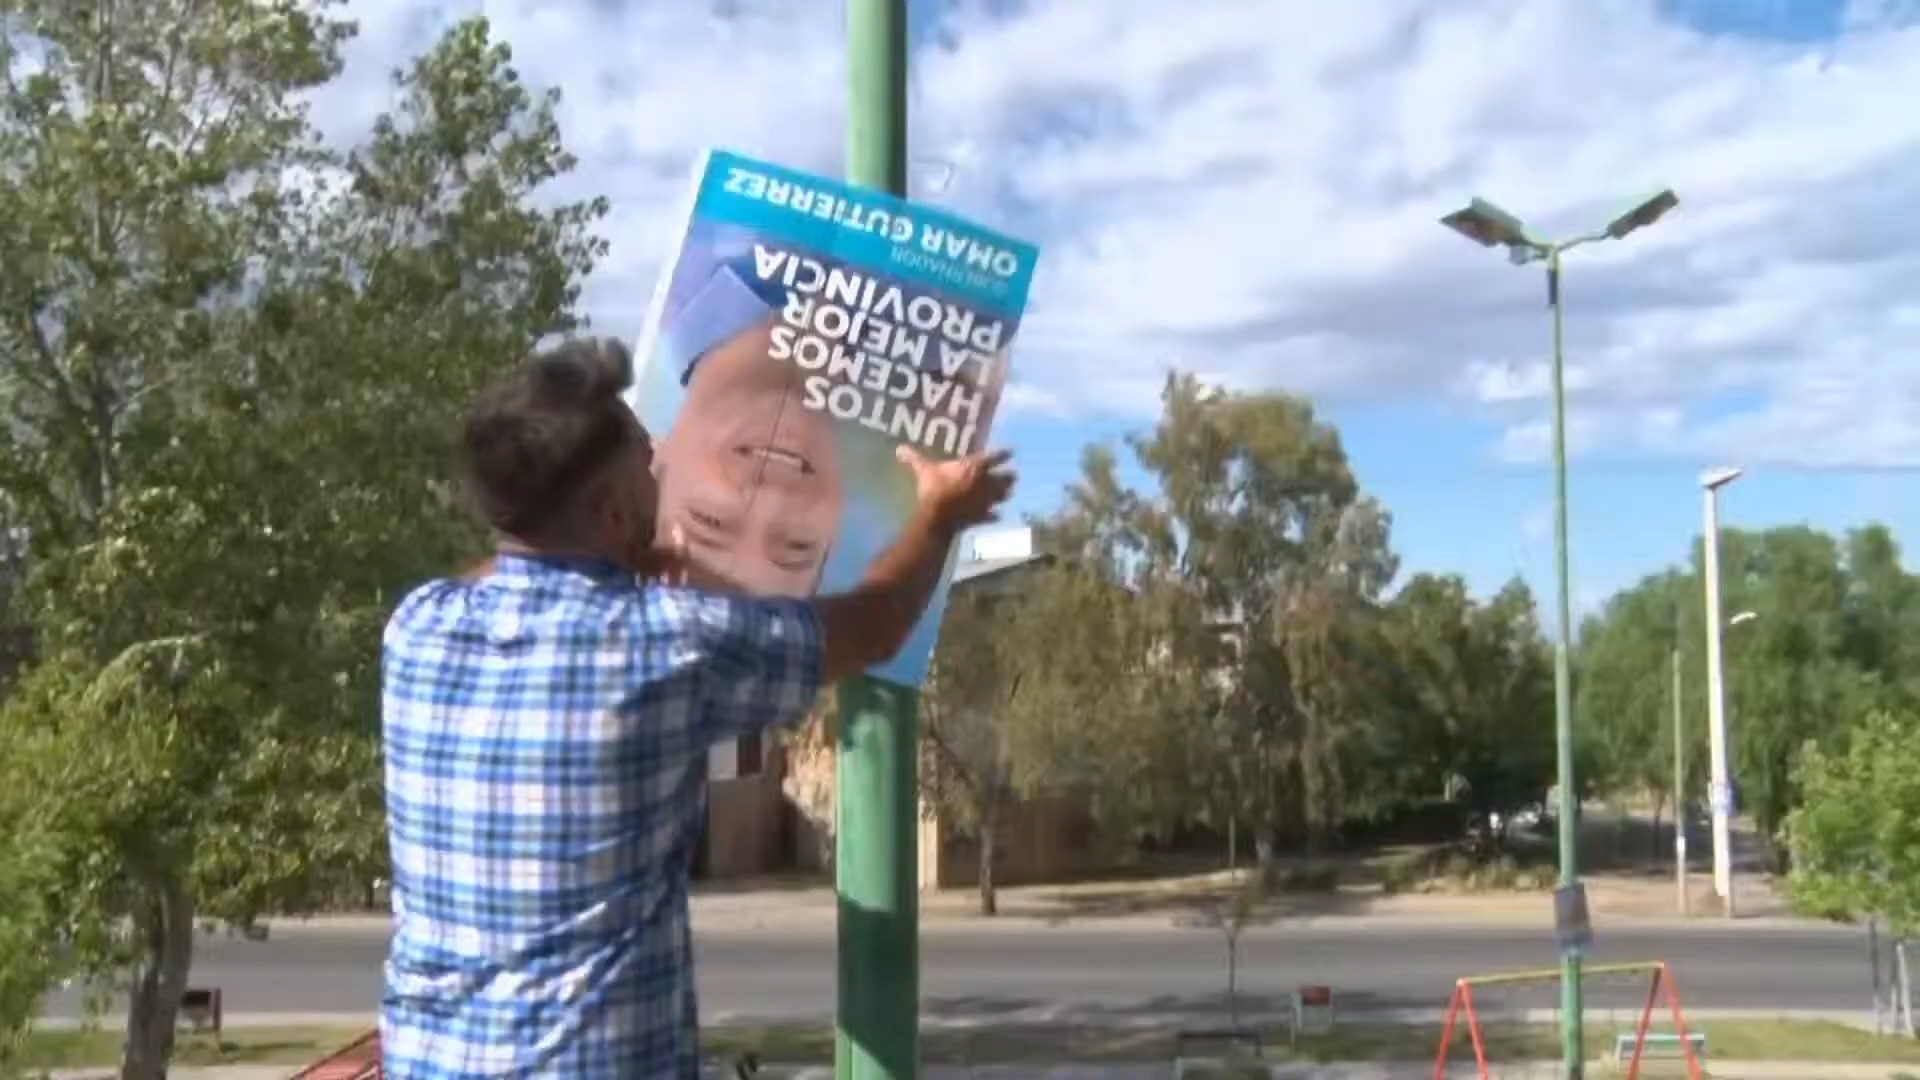 JUNTOS
HACEMOS
LA MEJOR
PROVINCIA
GOBERNADOR
OMAR GUTIERREZ